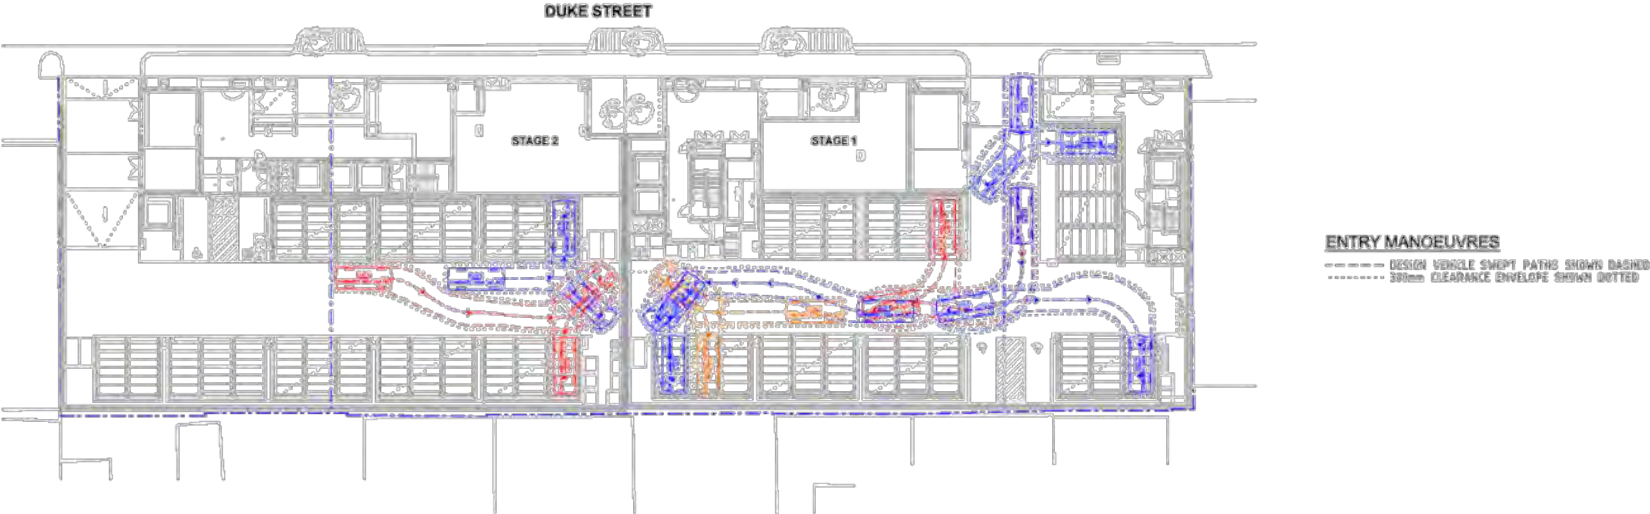 DUKE STREET
STAGE 2
STAGE 1
ENTRY MANOEUVRES
DESIGN VEHICLE SWEPT PATHS SHOWN DASHED
300mm CLEARANCE ENVELOPE SHOWN DOTTED